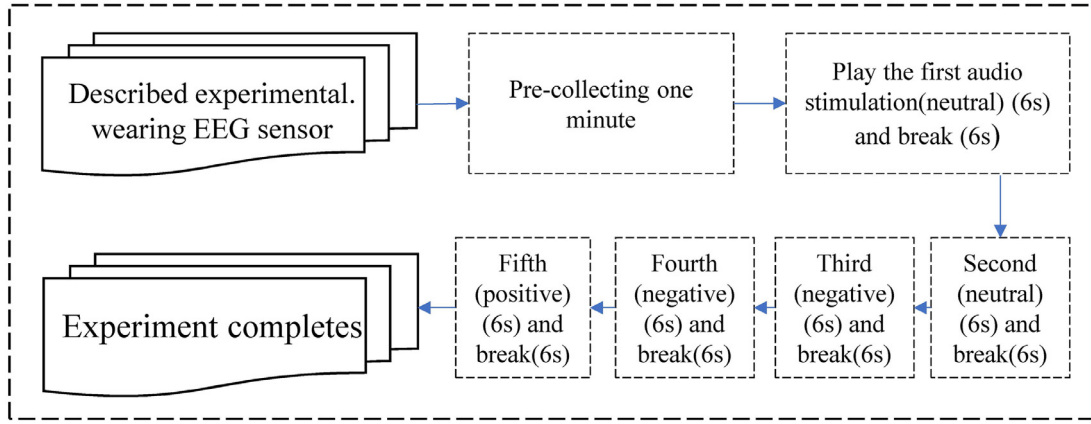 Described experimental.
wearing EEG sensor
Pre-collecting one
minute
Play the first audio
stimulation(neutral) (6s)
and break (6s)
Second
(neutral)
(6s) and
break(6s)
Third
(negative)
(6s) and
break(6s)
Fourth
(negative)
(6s) and
break(6s)
Fifth
(positive)
(6s) and
break(6s)
Experiment completes